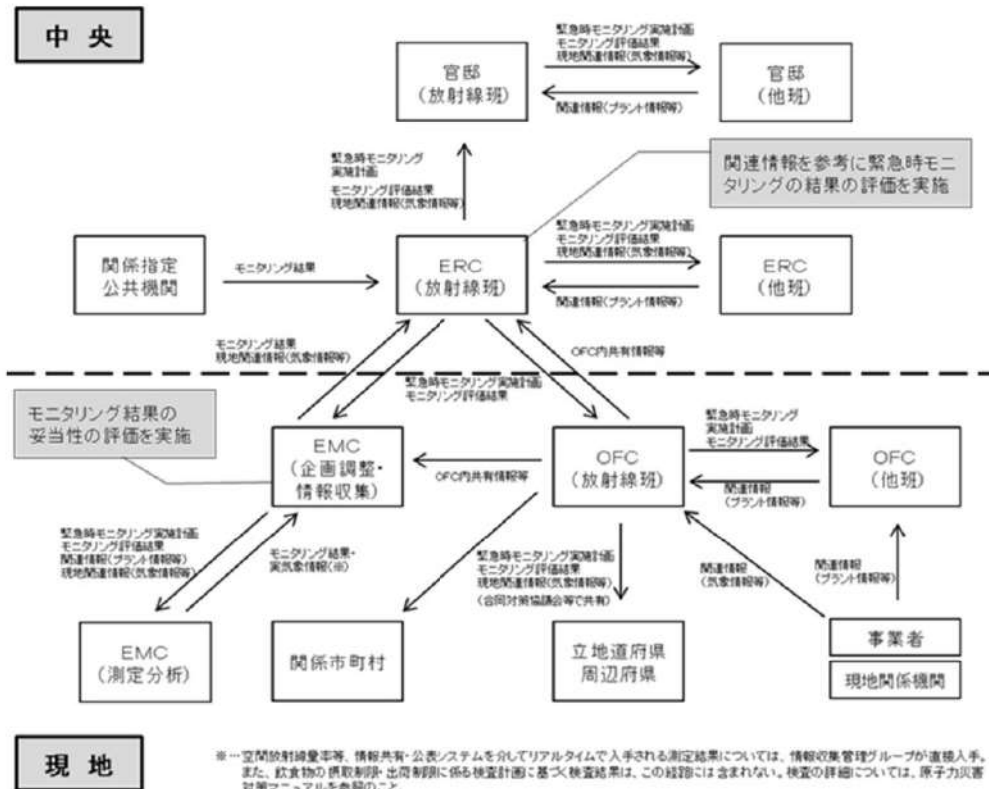 中 央
官邸
(放射線班)
緊急時モニタリング実施計画
モニタリング評価結果
現地関連情報(気象情報等)
関連情報(プラント情報等)
官邸
(他班)
緊急時モニタリング
実施計画
モニタリング評価結果
現地関連情報(気象情報等)
関連情報を参考に緊急時モニ
タリングの結果の評価を実施
関係指定
公共機関
モニタリング結果
ERC
(放射線班)
緊急時モニタリング実施計画
モニタリング評価結果
現地関連情報(気象情報等)
関連情報(プラント情報等)
ERC
(他班)
モニタリング結果
現地関連情報(気象情報等)
OFC内共有情報等
緊急時モニタリング実施計画
モニタリング評価結果
モニタリング結果の
妥当性の評価を実施
EMC
(企画調整・
情報収集)
OFC内共有情報等
OFC
(放射線班)
緊急時モニタリング
実施計画
モニタリング評価結果
関連情報
(プラント情報等)
OFC
(他班)
緊急時モニタリング実施計画
モニタリング評価結果
関連情報(プラント情報等)
現地関連情報(気象情報等)
モニタリング結果・
実気象情報(※)
緊急時モニタリング実施計画
モニタリング評価結果
現地関連情報(気象情報等)
(合同対策協議会等で共有)
関連情報
(気象情報等)
関連情報
(プラント情報等)
EMC
(測定分析)
関係市町村
立地道府県
周辺府県
事業者
現地関係機関
現 地
※…空間放射線量率等、情報共有・公表システムを介してリアルタイムで入手される測定結果については、情報収集管理グループが直接入手。
また、飲食物の摂取制限・出荷制限に係る検査計画に基づく検査結果は、この経路には含まれない。検査の詳細については、原子力災害
対策マニュアルを参照のこと。